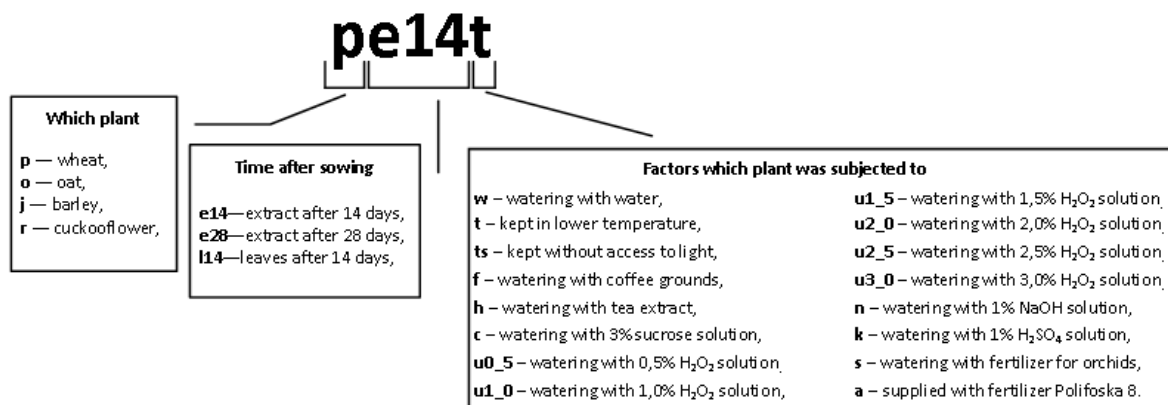 pe14t
Which plant
p — wheat,
o — oat,
j — barley,
r — cuckooflower,
Time after sowing
e14—extract after 14 days,
e28—extract after 28 days,
l14—leaves after 14 days,
Factors which plant was subjected to
w – watering with water,
t – kept in lower temperature,
ts – kept without access to light,
f – watering with coffee grounds,
h – watering with tea extract,
c – watering with 3% sucrose solution,
u0_5 – watering with 0,5% H₂O₂ solution
u1_0 – watering with 1,0% H₂O₂ solution,
u1_5 – watering with 1,5% H₂O₂ solution,
u2_0 – watering with 2,0% H₂O₂ solution,
u2_5 – watering with 2,5% H₂O₂ solution,
u3_0 – watering with 3,0% H₂O₂ solution,
n – watering with 1% NaOH solution,
k – watering with 1% H₂SO₄ solution,
s – watering with fertilizer for orchids,
a – supplied with fertilizer Polifoska 8.